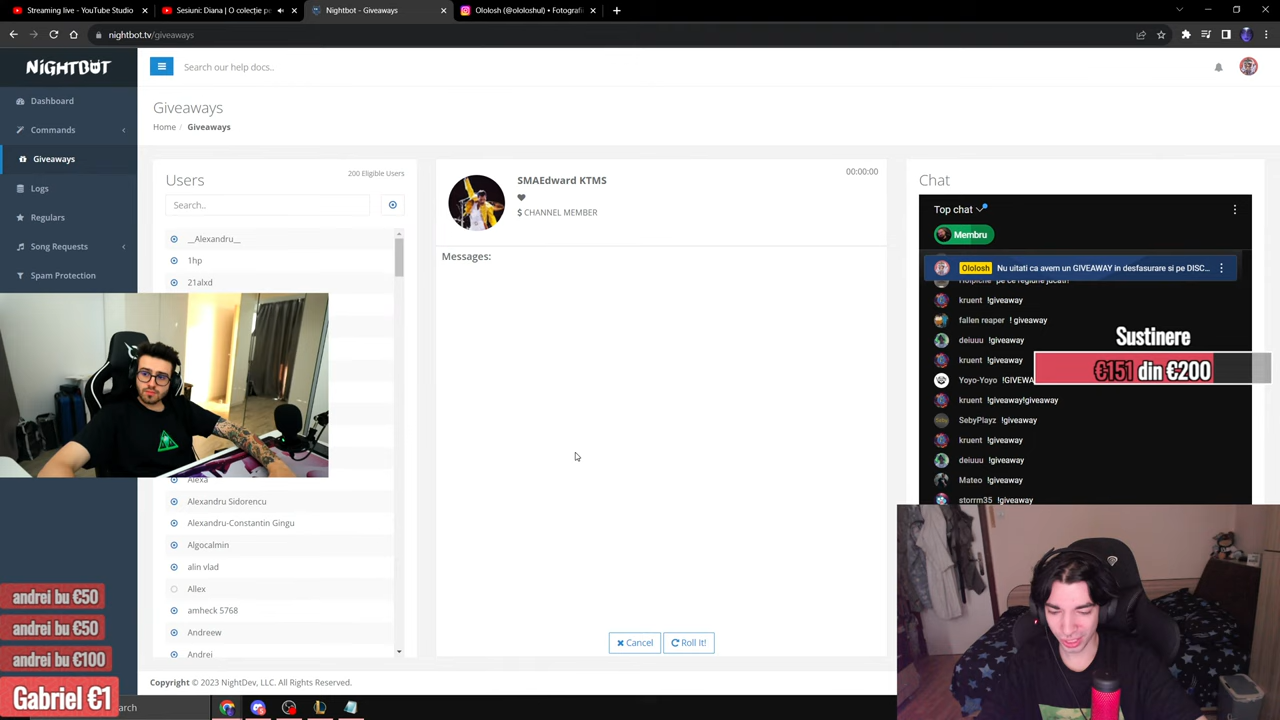 Streaming live - YouTube Studio
Sesiuni: Diana | O colecție pe
Nightbot - Giveaways
Ololosh (@ololoshul) • Fotografii
nightbot.tv/giveaways
NIGHTBOT
Search our help docs..
Dashboard
Commands
Giveaways
Logs
Regulars
Song Requests
Spam Protection
Giveaways
Home / Giveaways
Users
200 Eligible Users
Search..
__Alexandru__
1hp
21alxd
Alexa
Alexandru Sidorencu
Alexandru-Constantin Gingu
Algocalmin
alin vlad
Allex
amheck 5768
Andreew
Andrei
SMAEdward KTMS
00:00:00
$ CHANNEL MEMBER
Messages:
Cancel
Roll It!
Chat
Top chat
Membru
Ololosh Nu uitati ca avem un GIVEAWAY in desfasurare si pe DISC...
pe ce regiune jucati?
kruent !giveaway
fallen reaper ! giveaway
deiuuu !giveaway
kruent !giveaway
Yoyo-Yoyo !GIVEWA
kruent !giveaway!giveaway
SebyPlayz !giveaway
kruent !giveaway
deiuuu !giveaway
Mateo !giveaway
storrm35 !giveaway
Sustinere
€151 din €200
andrei bu €50
andrei bu €50
andrei bu €100
Gabriel €1
Copyright © 2023 NightDev, LLC. All Rights Reserved.
arch